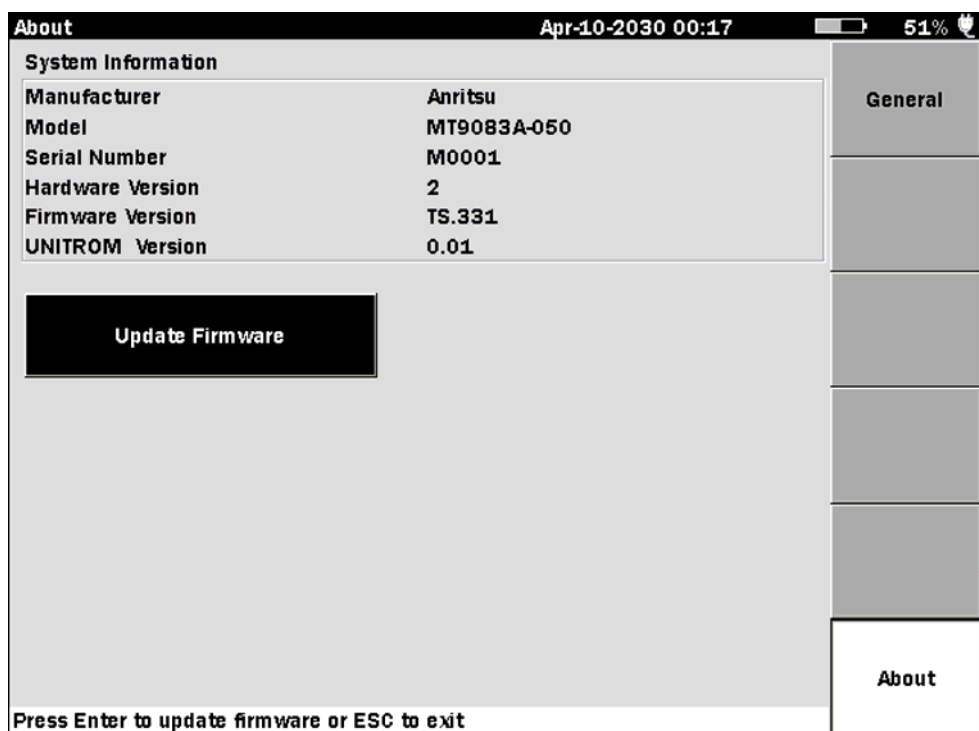 About Apr-10-2030 00:17 51%
System Information
Manufacturer Anritsu
Model MT9083A-050
Serial Number M0001
Hardware Version 2
Firmware Version TS.331
UNITROM Version 0.01
General
Update Firmware
About
Press Enter to update firmware or ESC to exit